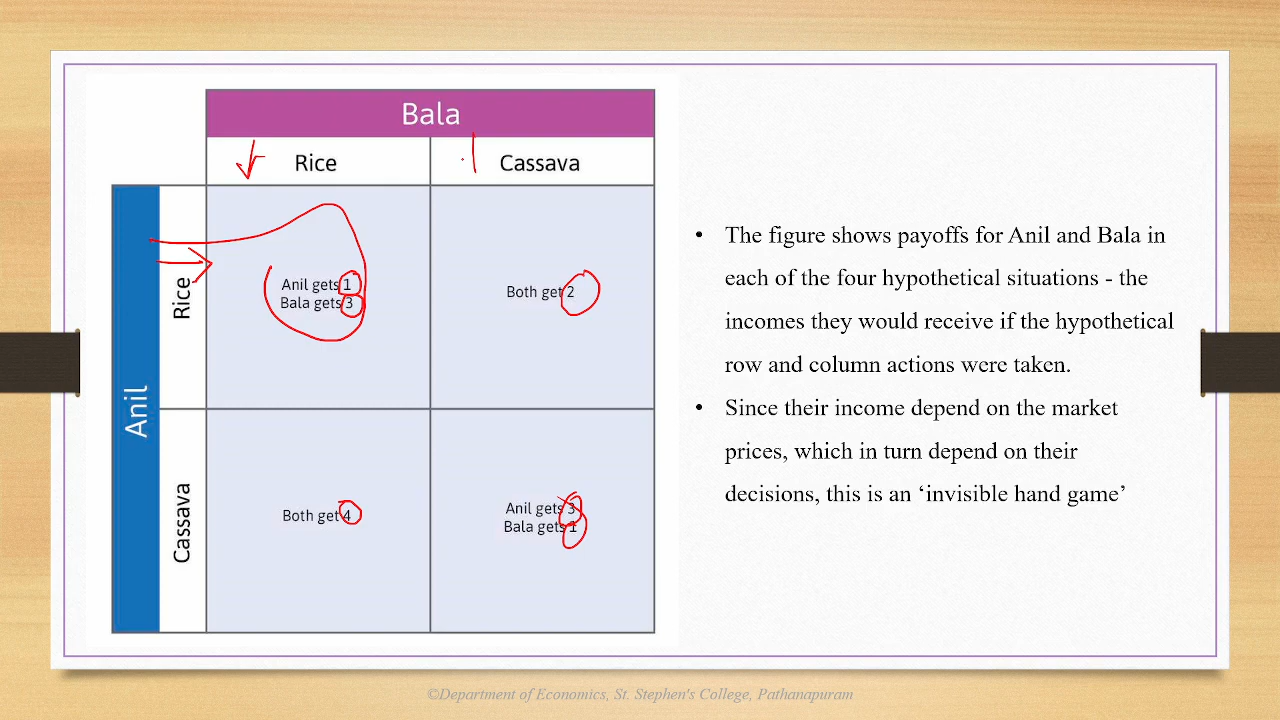 Bala
Rice
Cassava
Anil
Rice
Anil gets 1
Bala gets 3
Both get 2
Cassava
Both get 4
Anil gets 3
Bala gets 1
• The figure shows payoffs for Anil and Bala in
each of the four hypothetical situations - the
incomes they would receive if the hypothetical
row and column actions were taken.
• Since their income depend on the market
prices, which in turn depend on their
decisions, this is an ‘invisible hand game’
©Department of Economics, St. Stephen's College, Pathanapuram